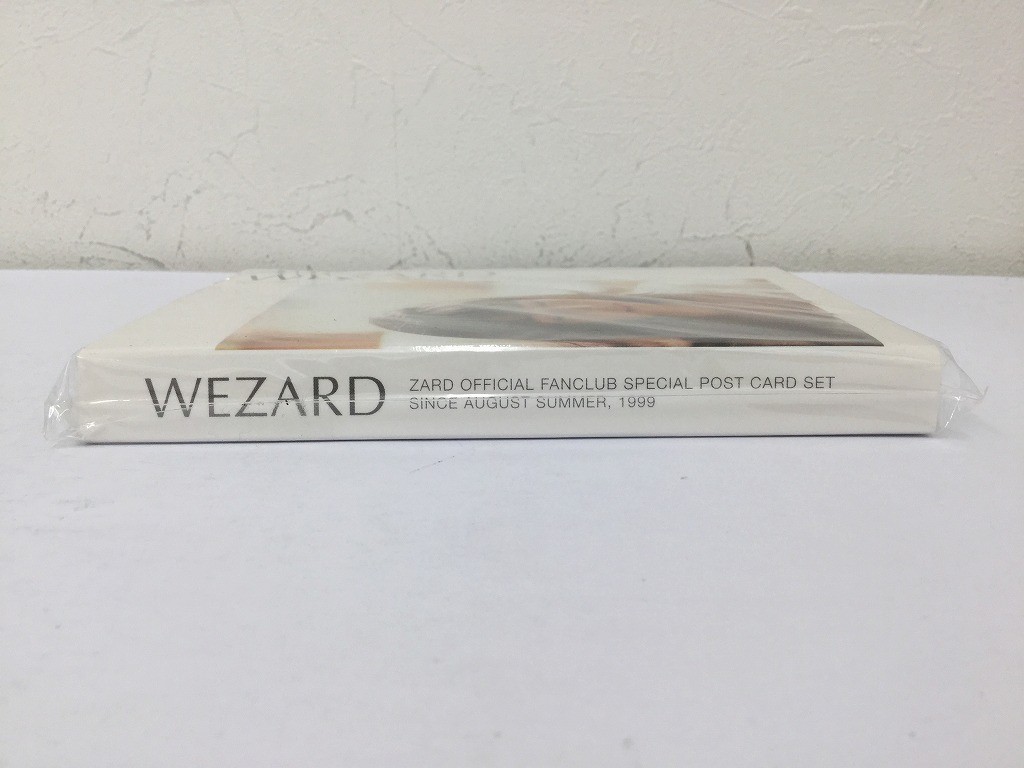 WEZARD
ZARD OFFICIAL FANCLUB SPECIAL POST CARD SET
SINCE AUGUST SUMMER, 1999